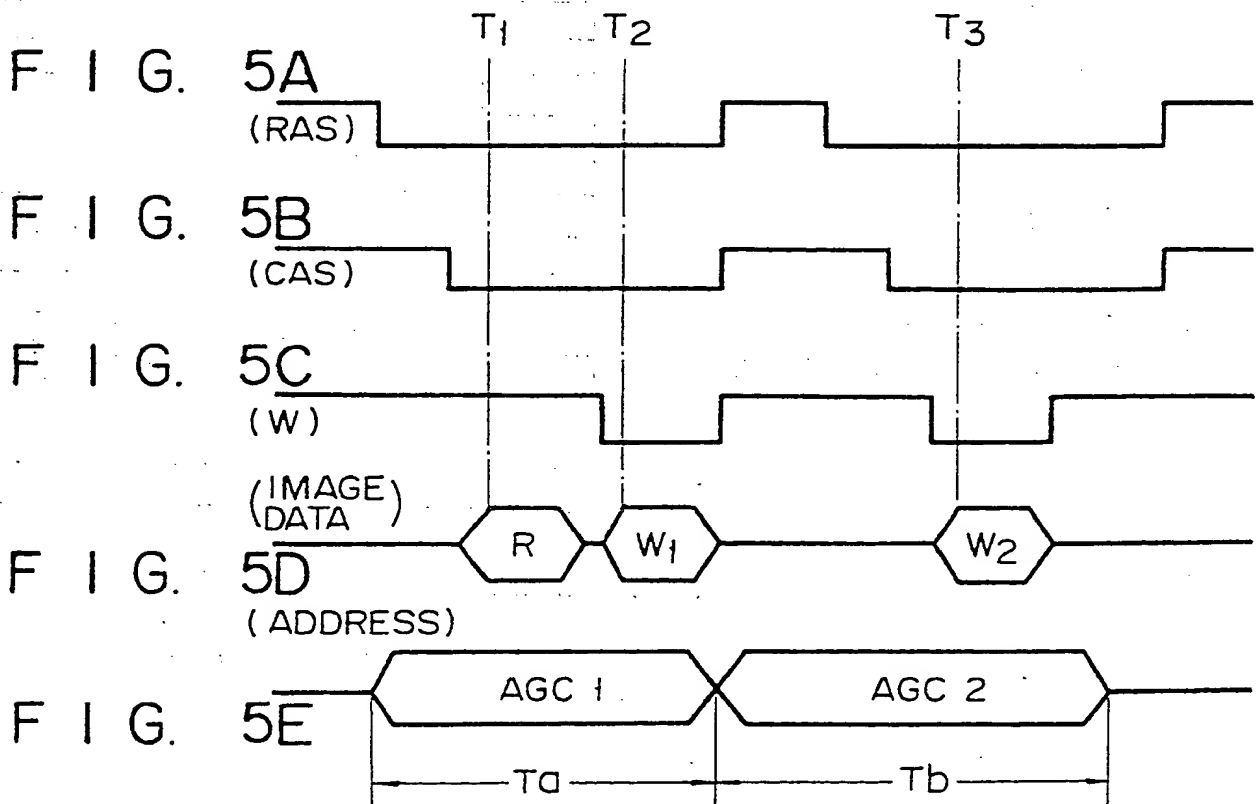 T1 T2 T3
FIG. 5A
(RAS)
FIG. 5B
(CAS)
FIG. 5C
(W)
(IMAGE DATA)
R W1 W2
FIG. 5D
(ADDRESS)
AGC 1 AGC 2
FIG. 5E
Ta Tb